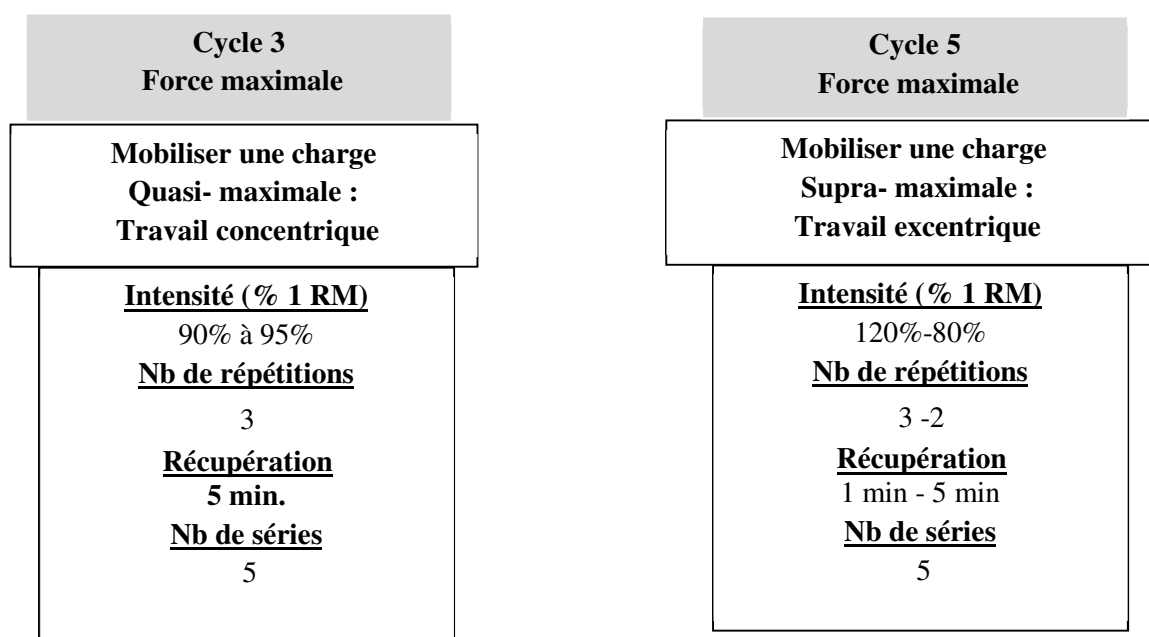 Cycle 3
Force maximale
Mobiliser une charge
Quasi- maximale :
Travail concentrique
Intensité (% 1 RM)
90% à 95%
Nb de répétitions
3
Récupération
5 min.
Nb de séries
5
Cycle 5
Force maximale
Mobiliser une charge
Supra- maximale :
Travail excentrique
Intensité (% 1 RM)
120%-80%
Nb de répétitions
3 -2
Récupération
1 min - 5 min
Nb de séries
5